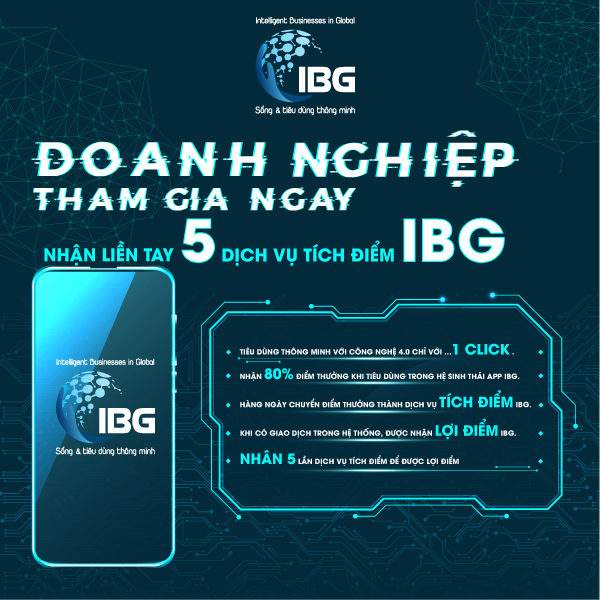 Intelligent Businesses in Global
IBG
Sống & tiêu dùng thông minh
DOANH NGHIỆP
THAM GIA NGAY
NHẬN LIỀN TAY 5 DỊCH VỤ TÍCH ĐIỂM IBG
Intelligent Businesses in Global
IBG
Sống & tiêu dùng thông minh
TIÊU DÙNG THÔNG MINH VỚI CÔNG NGHỆ 4.0 CHỈ VỚI ...1 CLICK .
NHẬN 80% ĐIỂM THƯỞNG KHI TIÊU DÙNG TRONG HỆ SINH THÁI APP IBG.
HÀNG NGÀY CHUYỂN ĐIỂM THƯỞNG THÀNH DỊCH VỤ TÍCH ĐIỂM IBG.
KHI CÓ GIAO DỊCH TRONG HỆ THỐNG, ĐƯỢC NHẬN LỢI ĐIỂM IBG.
NHÂN 5 LẦN DỊCH VỤ TÍCH ĐIỂM ĐỂ ĐƯỢC LỢI ĐIỂM